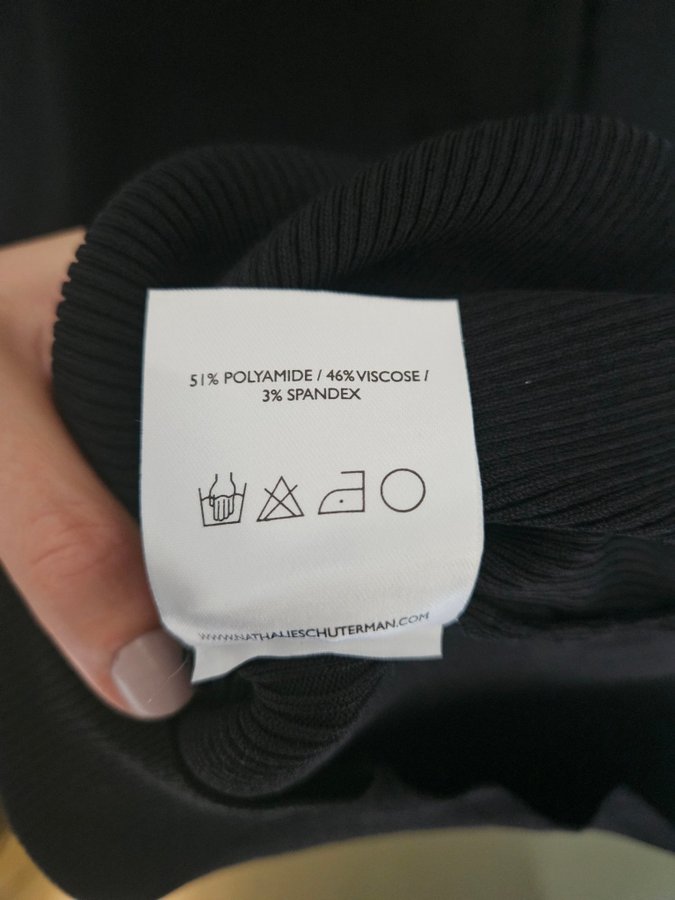 51% POLYAMIDE / 46% VISCOSE /
3% SPANDEX
WWW.NATHALIESCHUTERMAN.COM